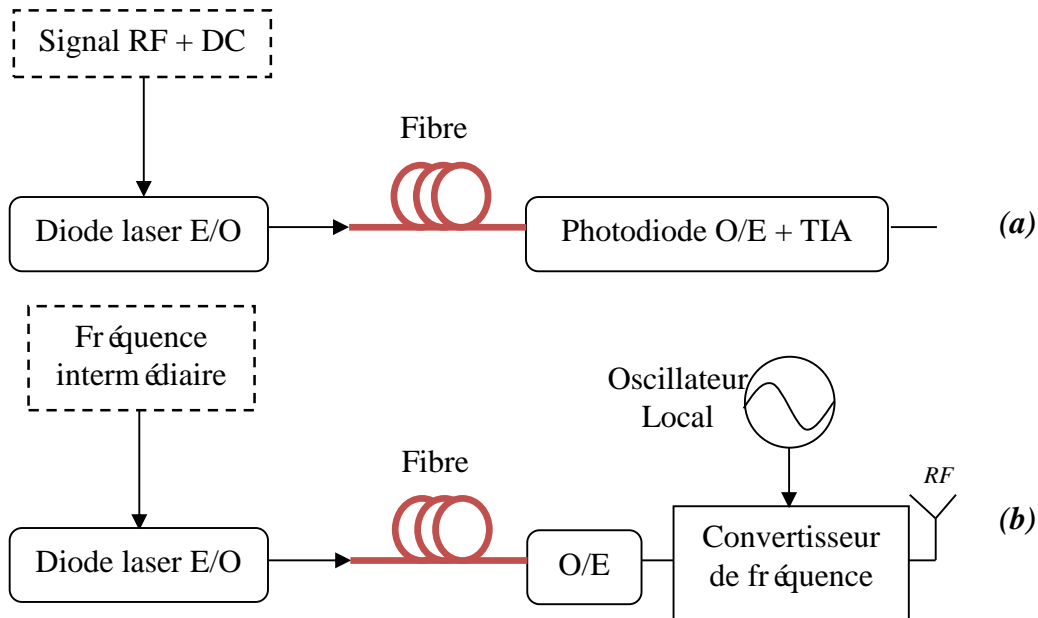 Signal RF + DC
Fibre
Diode laser E/O
Photodiode O/E + TIA
(a)
Fréquence
intermédiaire
Oscillateur
Local
Fibre
RF
(b)
Diode laser E/O
O/E
Convertisseur
de fréquence